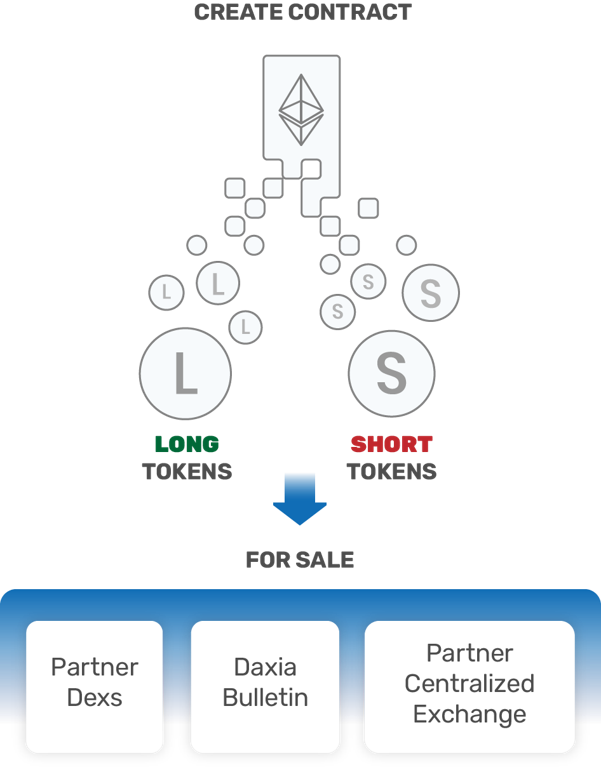 CREATE CONTRACT
L
L
L
L
S
S
S
S
LONG
TOKENS
SHORT
TOKENS
FOR SALE
Partner
Dexs
Daxia
Bulletin
Partner
Centralized
Exchange